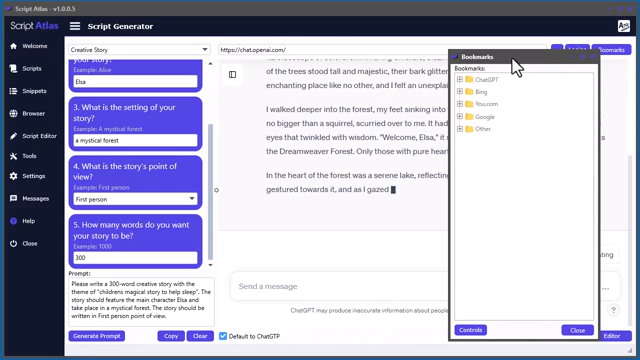 Script Atlas - v1.0.0.5
Script Atlas
Script Generator
Welcome
Scripts
Snippets
Browser
Script Editor
Tools
Settings
Messages
Help
Close
Creative Story
https://chat.openai.com/
Bookmarks
your story?
Example: Alice
Elsa
3. What is the setting of your
story?
Example: A mystical forest
a mystical forest
4. What is the story's point of
view?
Example: First person
First person
5. How many words do you want
your story to be?
Example: 1000
300
Prompt:
Please write a 300-word creative story with the
theme of "childrens magical story to help sleep". The
story should feature the main character Elsa and
take place in a mystical forest. The story should be
written in First person point of view.
Generate Prompt
Copy
Clear
Default to ChatGTP
of the trees stood tall and majestic, their bark glitter
enchanting place like no other, and I felt an unexplai
I walked deeper into the forest, my feet sinking into
no bigger than a squirrel, scurried over to me. It had
eyes that twinkled with wisdom. "Welcome, Elsa," it s
the Dreamweaver Forest. Only those with pure hear
In the heart of the forest was a serene lake, reflecting
gestured towards it, and as I gazed
Send a message
ChatGPT may produce inaccurate information about people
Bookmarks
Bookmarks:
ChatGPT
Bing
You.com
Google
Other
Controls
Close
ting
...
?
Editor